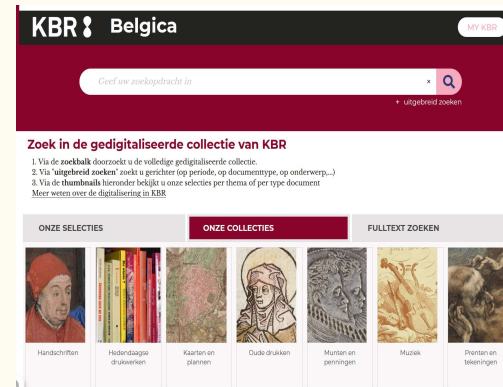 KBR Belgica
MY KBR
Geef uw zoekopdracht in ×
+ uitgebreid zoeken
Zoek in de gedigitaliseerde collectie van KBR
1. Via de zoekbalk doorzoekt u de volledige gedigitaliseerde collectie.
2. Via "uitgebreid zoeken" zoekt u gerichter (op periode, op documenttype, op onderwerp,...)
3. Via de thumbnails hieronder bekijkt u onze selecties per thema of per type document
Meer weten over de digitalisering in KBR
ONZE SELECTIES
ONZE COLLECTIES
FULLTEXT ZOEKEN
Handschriften
Hedendaagse
drukwerken
Kaarten en
plannen
Oude drukken
Munten en
penningen
Muziek
Prenten en
tekeningen